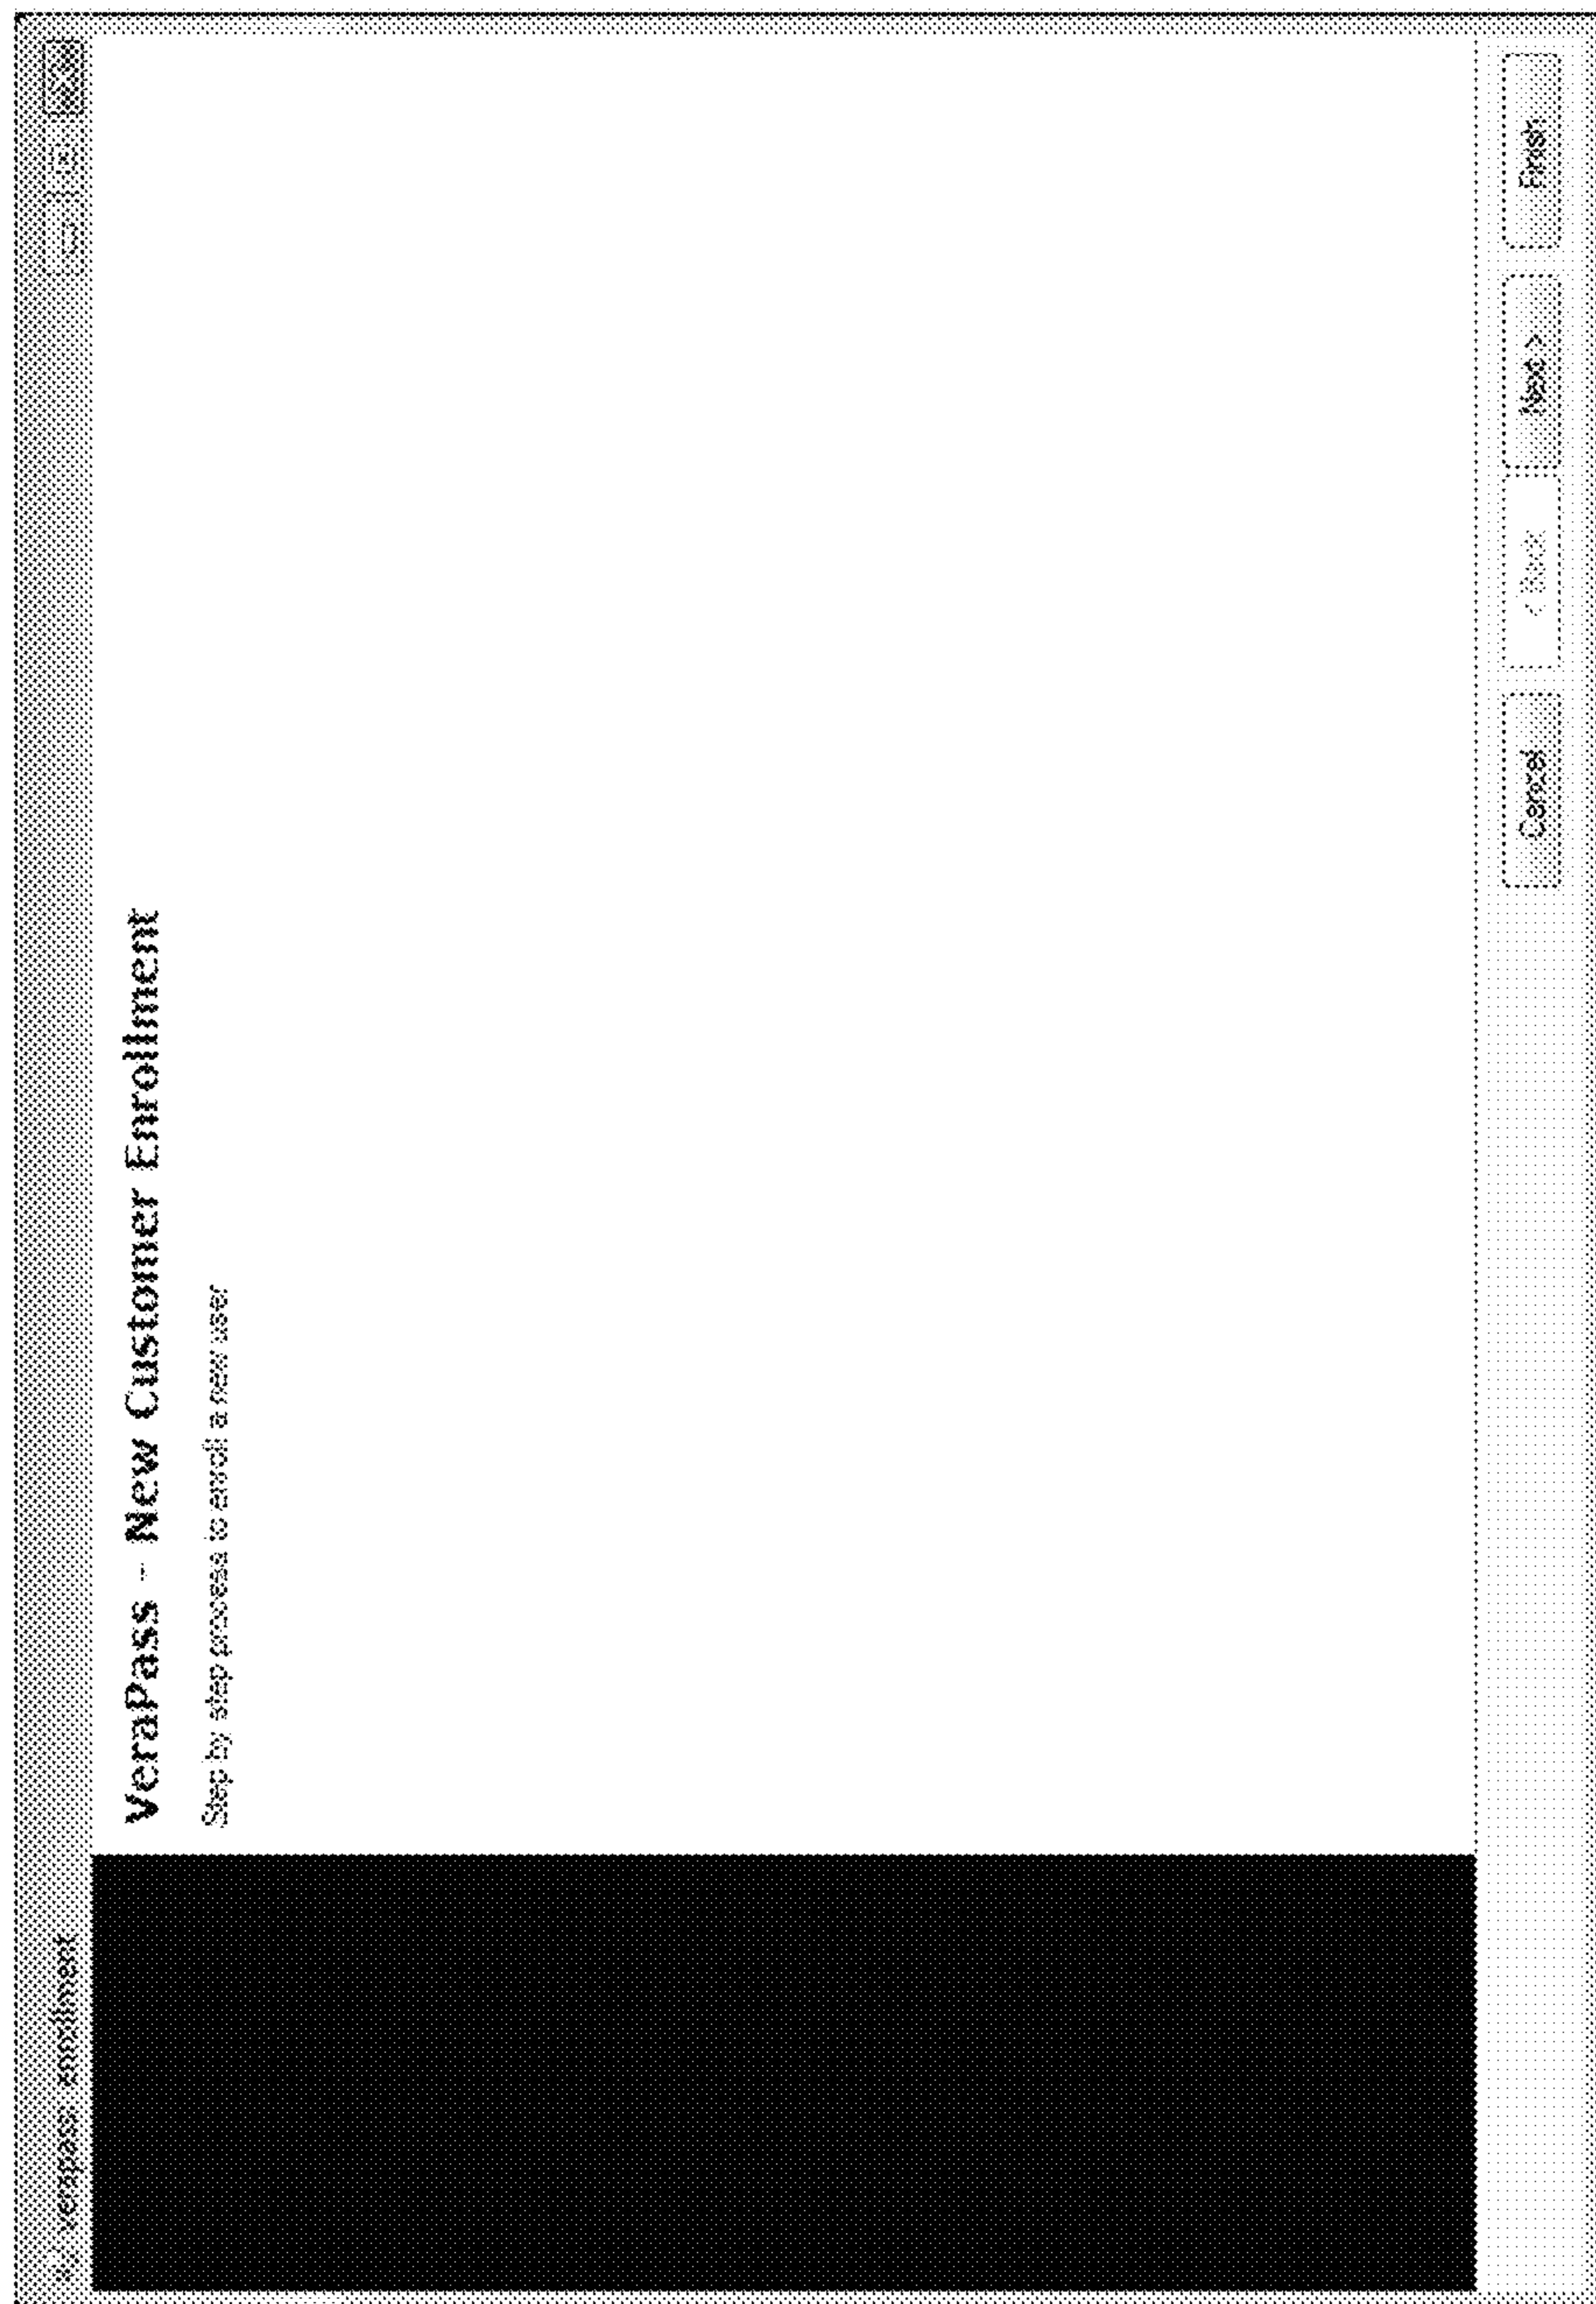 verapass enrollment
VeraPass - New Customer Enrollment
Step by step process to enroll a new user
Cancel
< Back
Next >
Finish